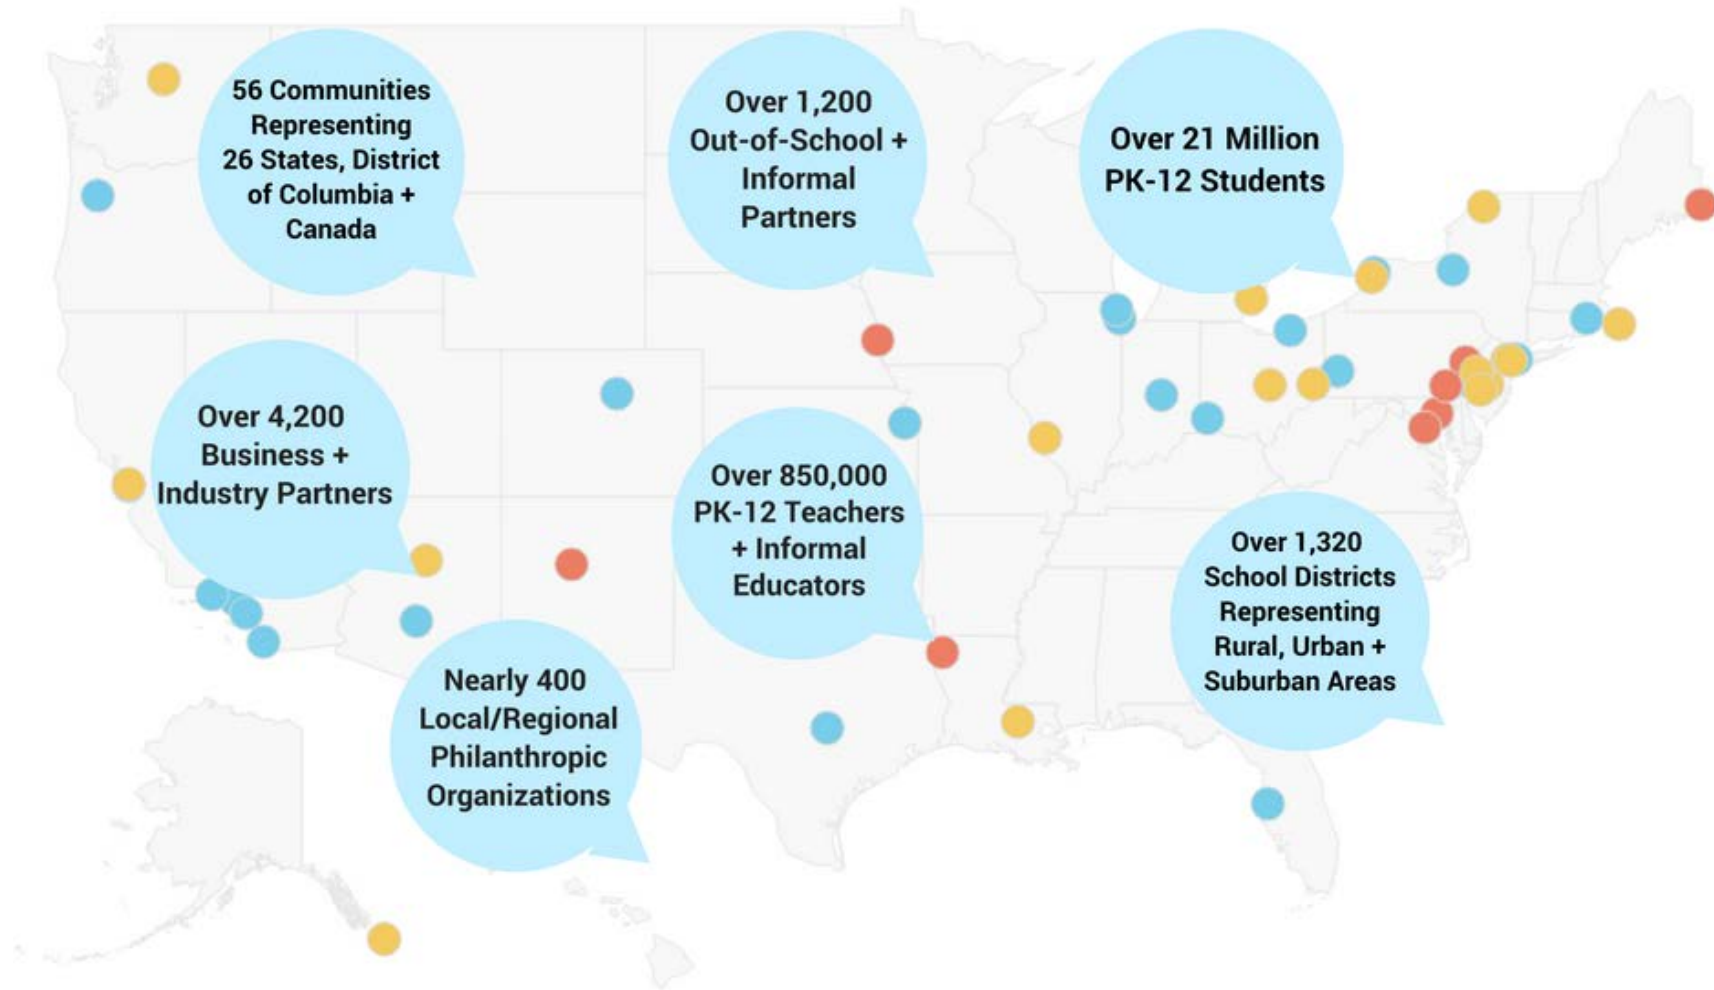 56 Communities
Representing
26 States, District
of Columbia +
Canada
Over 1,200
Out-of-School +
Informal
Partners
Over 21 Million
PK-12 Students
Over 4,200
Business +
Industry Partners
Over 850,000
PK-12 Teachers
+ Informal
Educators
Over 1,320
School Districts
Representing
Rural, Urban +
Suburban Areas
Nearly 400
Local/Regional
Philanthropic
Organizations